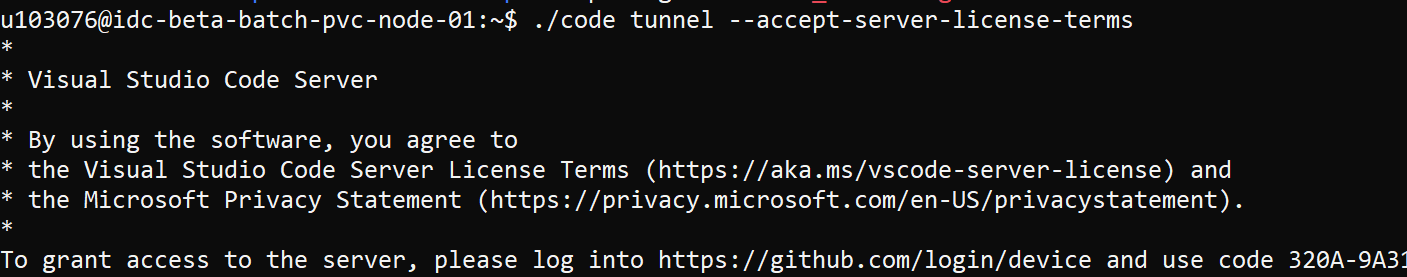 u103076@idc-beta-batch-pvc-node-01:~$ ./code tunnel --accept-server-license-terms
*
* Visual Studio Code Server
*
* By using the software, you agree to
* the Visual Studio Code Server License Terms (https://aka.ms/vscode-server-license) and
* the Microsoft Privacy Statement (https://privacy.microsoft.com/en-US/privacystatement).
*
To grant access to the server, please log into https://github.com/login/device and use code 320A-9A31